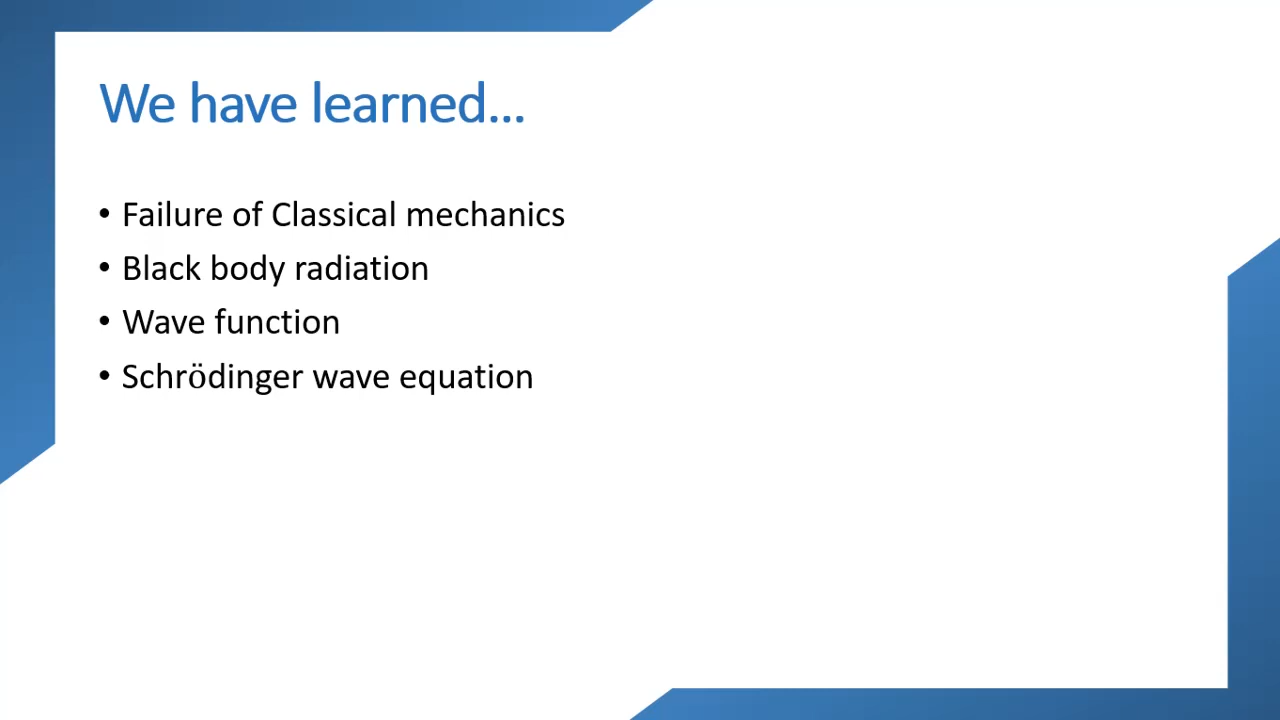 We have learned...
• Failure of Classical mechanics
• Black body radiation
• Wave function
• Schrödinger wave equation